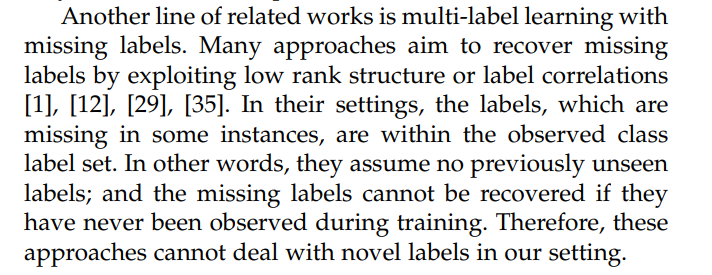 Another line of related works is multi-label learning with
missing labels. Many approaches aim to recover missing
labels by exploiting low rank structure or label correlations
[1], [12], [29], [35]. In their settings, the labels, which are
missing in some instances, are within the observed class
label set. In other words, they assume no previously unseen
labels; and the missing labels cannot be recovered if they
have never been observed during training. Therefore, these
approaches cannot deal with novel labels in our setting.